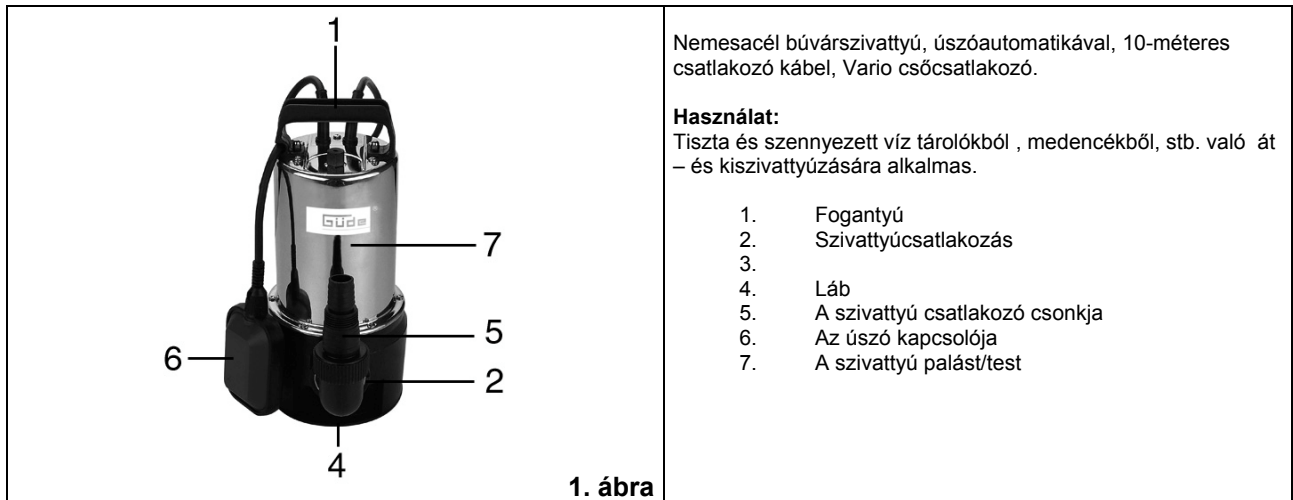 1
7
5
6
2
4
Güde
1. ábra
Nemesacél búvárszivattyú, úszóautomatikával, 10-méteres
csatlakozó kábel, Vario csőcsatlakozó.
Használat:
Tiszta és szennyezett víz tárolókból , medencékből, stb. való át
– és kiszivattyúzására alkalmas.
1. Fogantyú
2. Szivattyúcsatlakozás
3.
4. Láb
5. A szivattyú csatlakozó csonkja
6. Az úszó kapcsolója
7. A szivattyú palást/test